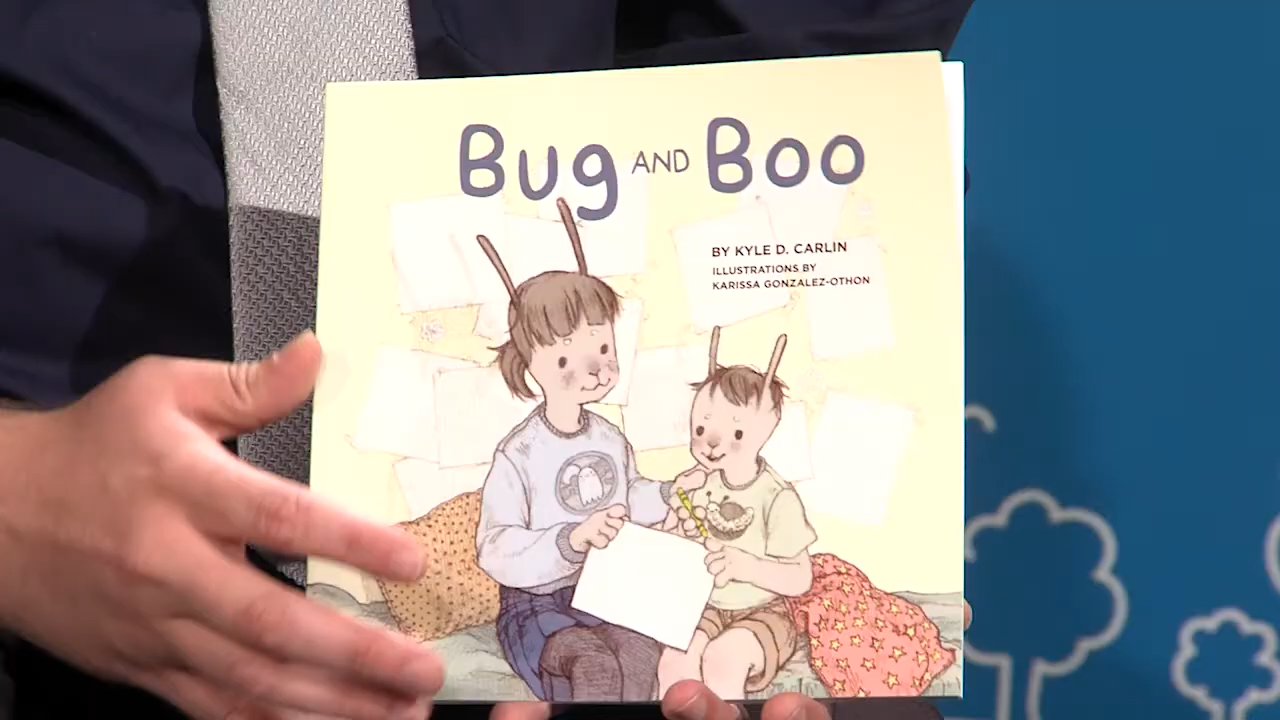 Bug AND Boo
BY KYLE D. CARLIN
ILLUSTRATIONS BY
KARISSA GONZALEZ-OTHON